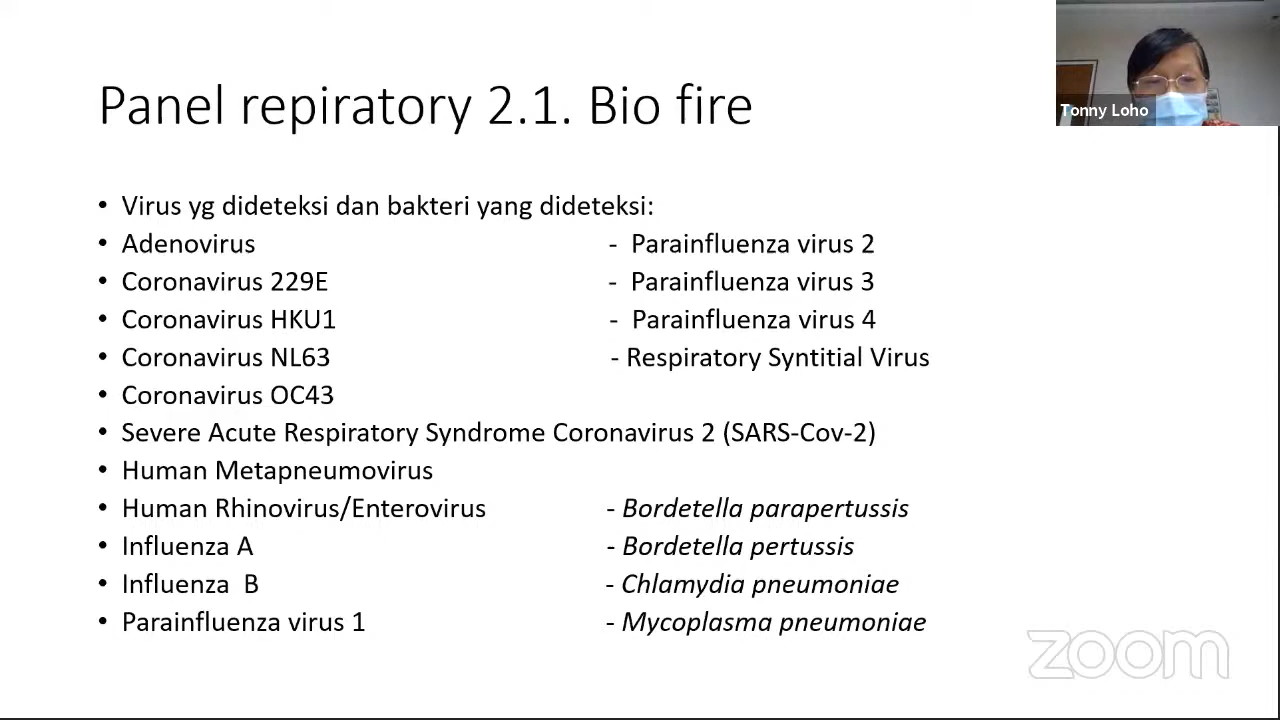 Panel repiratory 2.1. Bio fire
Tonny Loho
• Virus yg dideteksi dan bakteri yang dideteksi:
• Adenovirus - Parainfluenza virus 2
• Coronavirus 229E - Parainfluenza virus 3
• Coronavirus HKU1 - Parainfluenza virus 4
• Coronavirus NL63 - Respiratory Syntitial Virus
• Coronavirus OC43
• Severe Acute Respiratory Syndrome Coronavirus 2 (SARS-Cov-2)
• Human Metapneumovirus
• Human Rhinovirus/Enterovirus - Bordetella parapertussis
• Influenza A - Bordetella pertussis
• Influenza B - Chlamydia pneumoniae
• Parainfluenza virus 1 - Mycoplasma pneumoniae
zoom